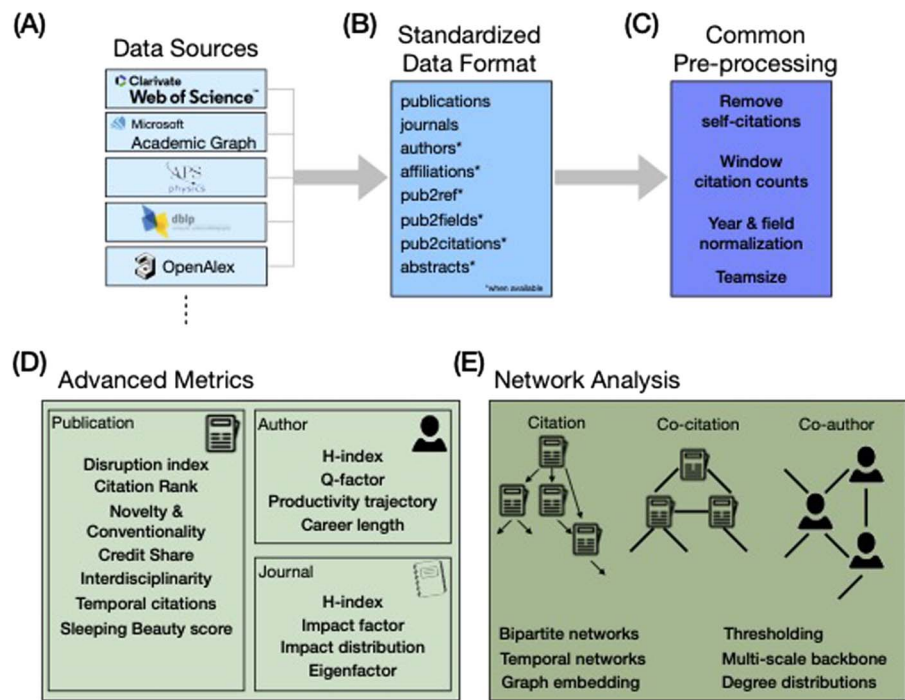 (A)
Data Sources
Clarivate
Web of Science™
Microsoft
Academic Graph
APS
physics
dblp
OpenAlex
(B)
Standardized
Data Format
publications
journals
authors*
affiliations*
pub2ref*
pub2fields*
pub2citations*
abstracts*
*when available
(C)
Common
Pre-processing
Remove
self-citations
Window
citation counts
Year & field
normalization
Teamsize
(D)
Advanced Metrics
Publication
Disruption index
Citation Rank
Novelty &
Conventionality
Credit Share
Interdisciplinarity
Temporal citations
Sleeping Beauty score
Author
H-index
Q-factor
Productivity trajectory
Career length
Journal
H-index
Impact factor
Impact distribution
Eigenfactor
(E)
Network Analysis
Citation
Co-citation
Co-author
Bipartite networks
Temporal networks
Graph embedding
Thresholding
Multi-scale backbone
Degree distributions